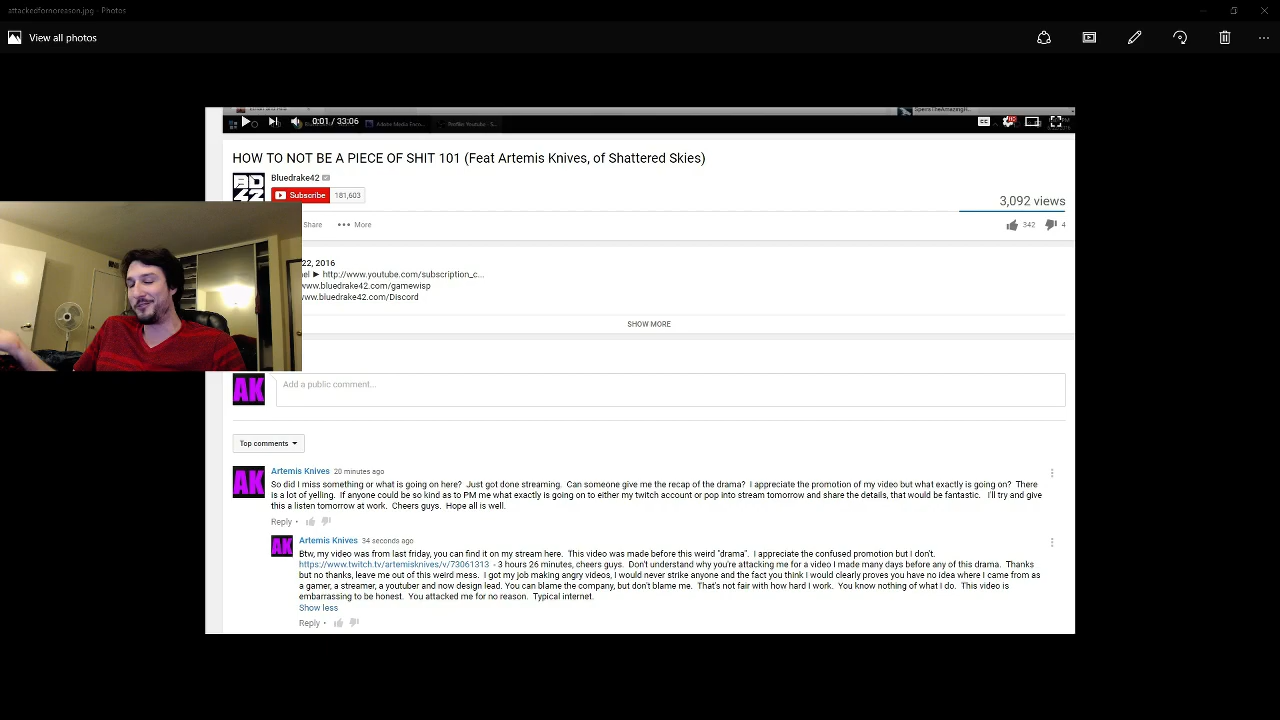 attackedfornoreason.jpg - Photos
View all photos
0:01 / 33:06
HOW TO NOT BE A PIECE OF SHIT 101 (Feat Artemis Knives, of Shattered Skies)
Bluedrake42
Subscribe 181,603
3,092 views
Share ••• More 342 4
22, 2016
el ► http://www.youtube.com/subscription_c...
www.bluedrake42.com/gamewisp
www.bluedrake42.com/Discord
SHOW MORE
AK Add a public comment...
Top comments
AK Artemis Knives 20 minutes ago
So did I miss something or what is going on here? Just got done streaming. Can someone give me the recap of the drama? I appreciate the promotion of my video but what exactly is going on? There
is a lot of yelling. If anyone could be so kind as to PM me what exactly is going on to either my twitch account or pop into stream tomorrow and share the details, that would be fantastic. I'll try and give
this a listen tomorrow at work. Cheers guys. Hope all is well.
Reply •
AK Artemis Knives 34 seconds ago
Btw, my video was from last friday, you can find it on my stream here. This video was made before this weird "drama". I appreciate the confused promotion but I don't.
https://www.twitch.tv/artemisknives/v/73061313 - 3 hours 26 minutes, cheers guys. Don't understand why you're attacking me for a video I made many days before any of this drama. Thanks
but no thanks, leave me out of this weird mess. I got my job making angry videos, I would never strike anyone and the fact you think I would clearly proves you have no idea where I came from as
a gamer, a streamer, a youtuber and now design lead. You can blame the company, but don't blame me. That's not fair with how hard I work. You know nothing of what I do. This video is
embarrassing to be honest. You attacked me for no reason. Typical internet.
Show less
Reply •